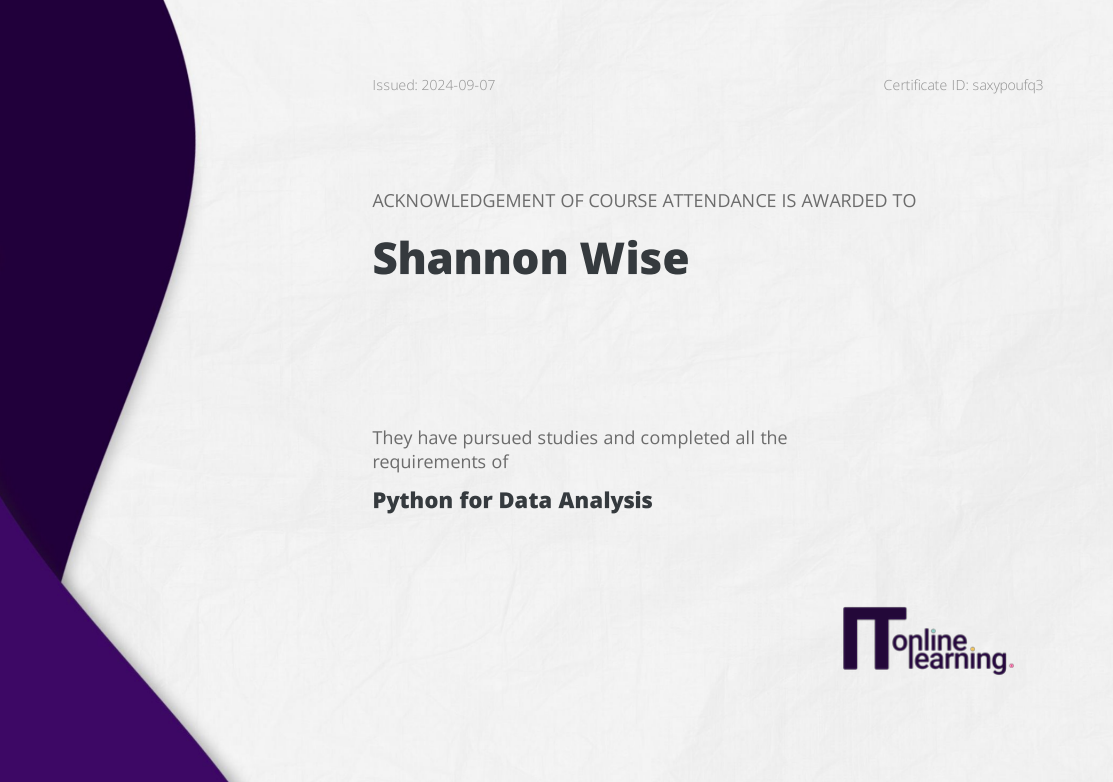 Issued: 2024-09-07
Certificate ID: saxypoufq3
ACKNOWLEDGEMENT OF COURSE ATTENDANCE IS AWARDED TO
Shannon Wise
They have pursued studies and completed all the
requirements of
Python for Data Analysis
IT online
learning.